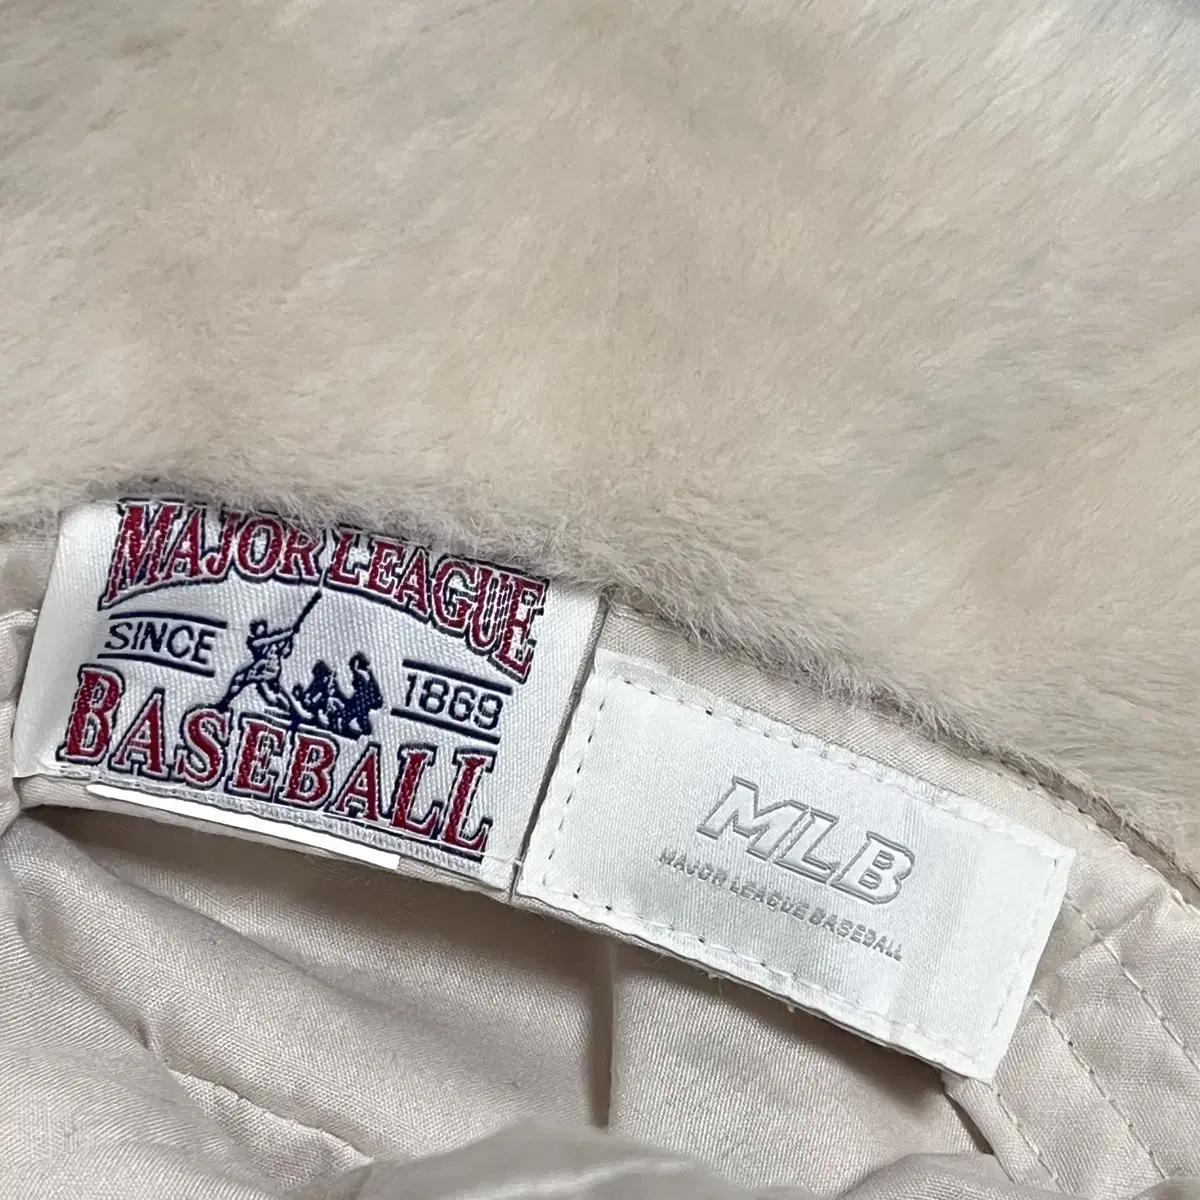 MAJOR LEAGUE
SINCE 1869
BASEBALL
MLB
MAJOR LEAGUE BASEBALL